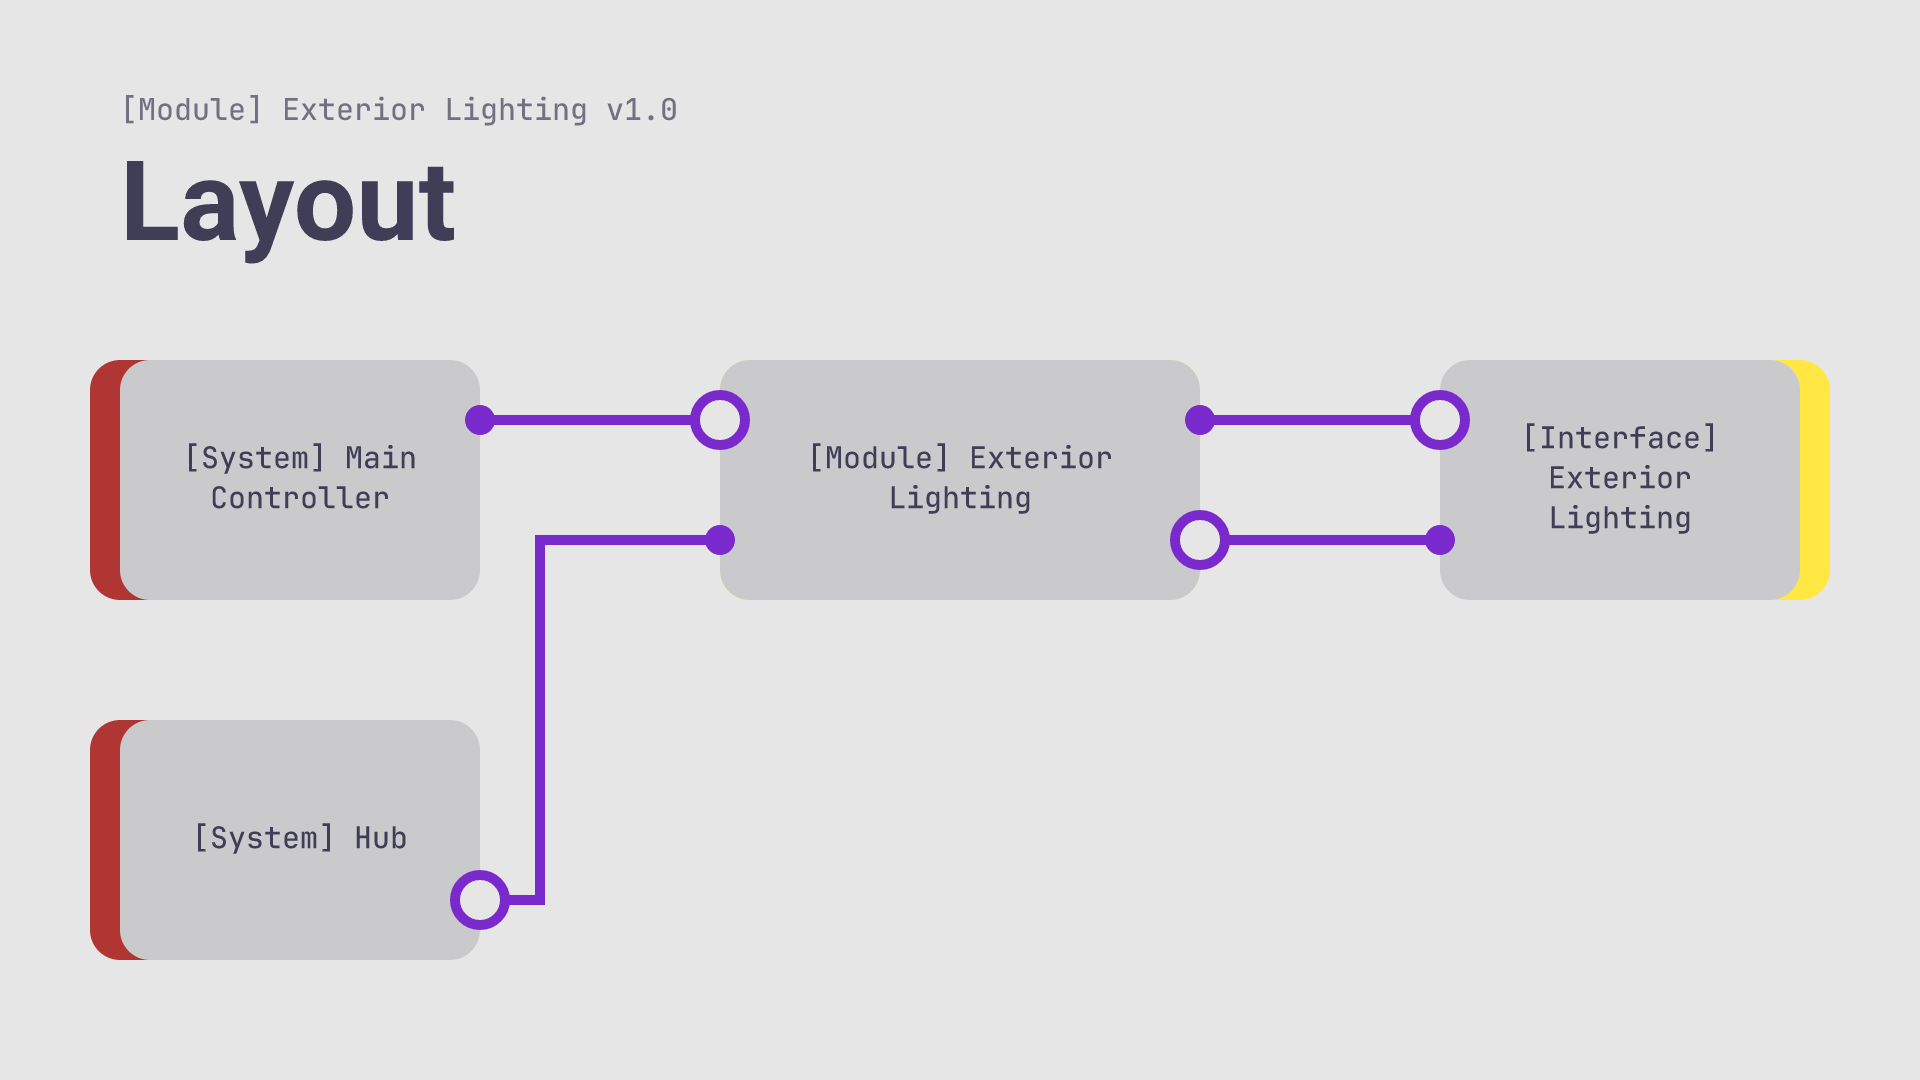 [Module] Exterior Lighting v1.0
Layout
[System] Main
Controller
[Module] Exterior
Lighting
[Interface]
Exterior
Lighting
[System] Hub